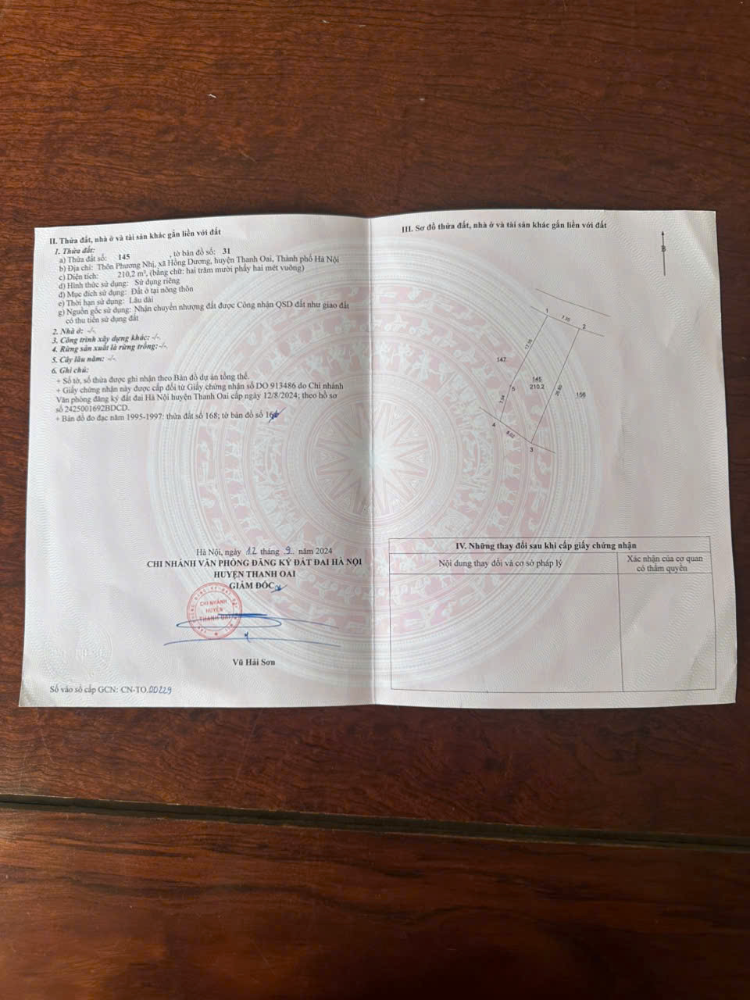 II. Thửa đất, nhà ở và tài sản khác gắn liền với đất
1. Thửa đất:
a) Thửa đất số: 145 , tờ bản đồ số: 31
b) Địa chỉ: Thôn Phương Nhị, xã Hồng Dương, huyện Thanh Oai, Thành phố Hà Nội
c) Diện tích: 210,2 m², (bằng chữ: hai trăm mười phẩy hai mét vuông)
d) Hình thức sử dụng: Sử dụng riêng
đ) Mục đích sử dụng: Đất ở tại nông thôn
e) Thời hạn sử dụng: Lâu dài
g) Nguồn gốc sử dụng: Nhận chuyển nhượng đất được Công nhận QSD đất như giao đất
có thu tiền sử dụng đất
2. Nhà ở: -/-.
3. Công trình xây dựng khác: -/-.
4. Rừng sản xuất là rừng trồng: -/-.
5. Cây lâu năm: -/-.
6. Ghi chú:
+ Số tờ, số thửa được ghi nhận theo Bản đồ dự án tổng thể.
+ Giấy chứng nhận này được cấp đổi từ Giấy chứng nhận số DO 913486 do Chi nhánh
Văn phòng đăng ký đất đai Hà Nội huyện Thanh Oai cấp ngày 12/8/2024; theo hồ sơ
số 2425001692BDCD.
+ Bản đồ đo đạc năm 1995-1997: thửa đất số 168; tờ bản đồ số
Hà Nội, ngày 12 tháng 9 năm 2024
CHI NHÁNH VĂN PHÒNG ĐĂNG KÝ ĐẤT ĐAI HÀ NỘI
HUYỆN THANH OAI
GIÁM ĐỐC
CHI NHÁNH
HUYỆN
THANH OAI
Vũ Hải Sơn
Số vào sổ cấp GCN: CN-TO.00229
III. Sơ đồ thửa đất, nhà ở và tài sản khác gắn liền với đất
B
1
7.35
2
17.16
147
145
210.2
5
7.94
156
4
8.02
3
IV. Những thay đổi sau khi cấp giấy chứng nhận
Nội dung thay đổi và cơ sở pháp lý
Xác nhận của cơ quan
có thẩm quyền